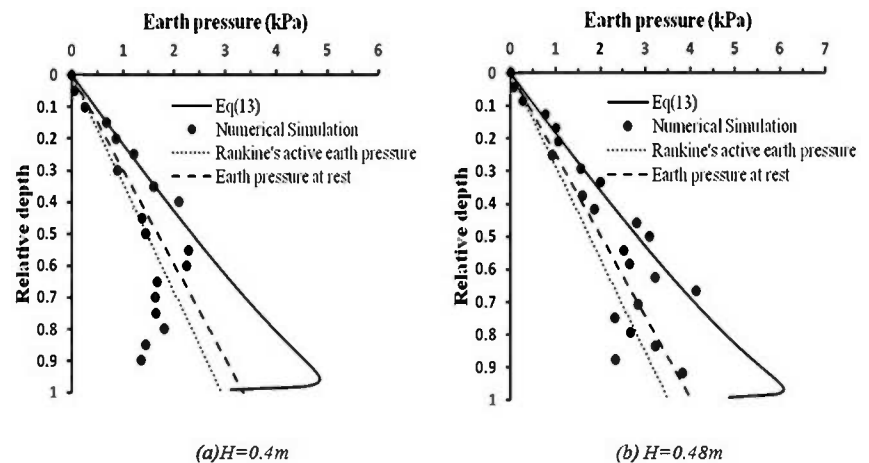 Earth pressure (kPa)
0 1 2 3 4 5 6
0
0.1
0.2
0.3
0.4
0.5
0.6
0.7
0.8
0.9
1
Relative depth
Eq(13)
Numerical Simulation
Rankine's active earth pressure
Earth pressure at rest
(a)H=0.4m
Earth pressure (kPa)
0 1 2 3 4 5 6 7
0
0.1
0.2
0.3
0.4
0.5
0.6
0.7
0.8
0.9
1
Relative depth
Eq(13)
Numerical Simulation
Rankine's active earth pressure
Earth pressure at rest
(b) H=0.48m